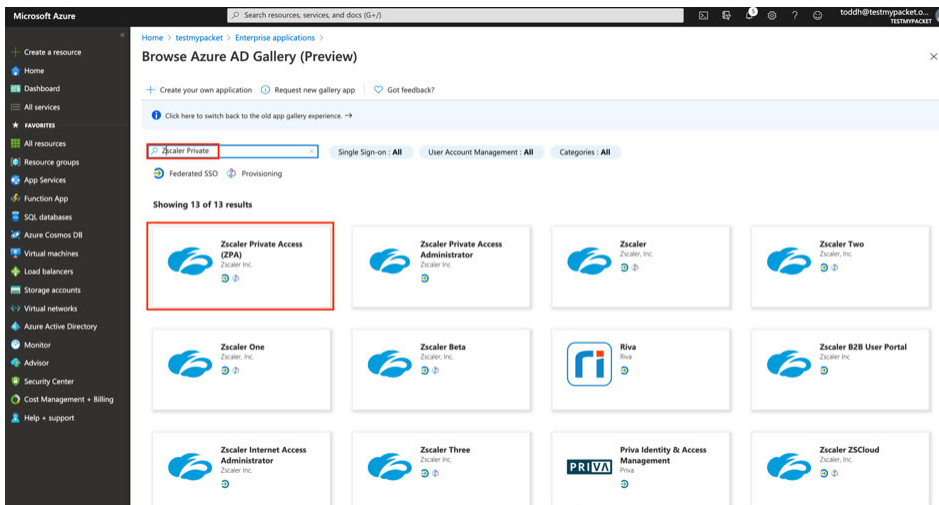 Microsoft Azure
Search resources, services, and docs (G+/)
5
toddh@testmypacket.o...
TESTMYPACKET
Create a resource
Home
Dashboard
All services
FAVORITES
All resources
Resource groups
App Services
Function App
SQL databases
Azure Cosmos DB
Virtual machines
Load balancers
Storage accounts
Virtual networks
Azure Active Directory
Monitor
Advisor
Security Center
Cost Management + Billing
Help + support
Home > testmypacket > Enterprise applications >
Browse Azure AD Gallery (Preview)
Create your own application
Request new gallery app
Got feedback?
Click here to switch back to the old app gallery experience. →
Zscaler Private
Single Sign-on : All
User Account Management : All
Categories : All
Federated SSO
Provisioning
Showing 13 of 13 results
Zscaler Private Access
(ZPA)
Zscaler Inc.
Zscaler Private Access
Administrator
Zscaler Inc
Zscaler
Zscaler, Inc.
Zscaler Two
Zscaler, Inc.
Zscaler One
Zscaler, Inc.
Zscaler Beta
Zscaler, Inc.
Riva
Riva
Zscaler B2B User Portal
Zscaler Inc
Zscaler Internet Access
Administrator
Zscaler Inc.
Zscaler Three
Zscaler Inc.
PRIVA
Priva Identity & Access
Management
Priva
Zscaler ZSCloud
Zscaler, Inc.